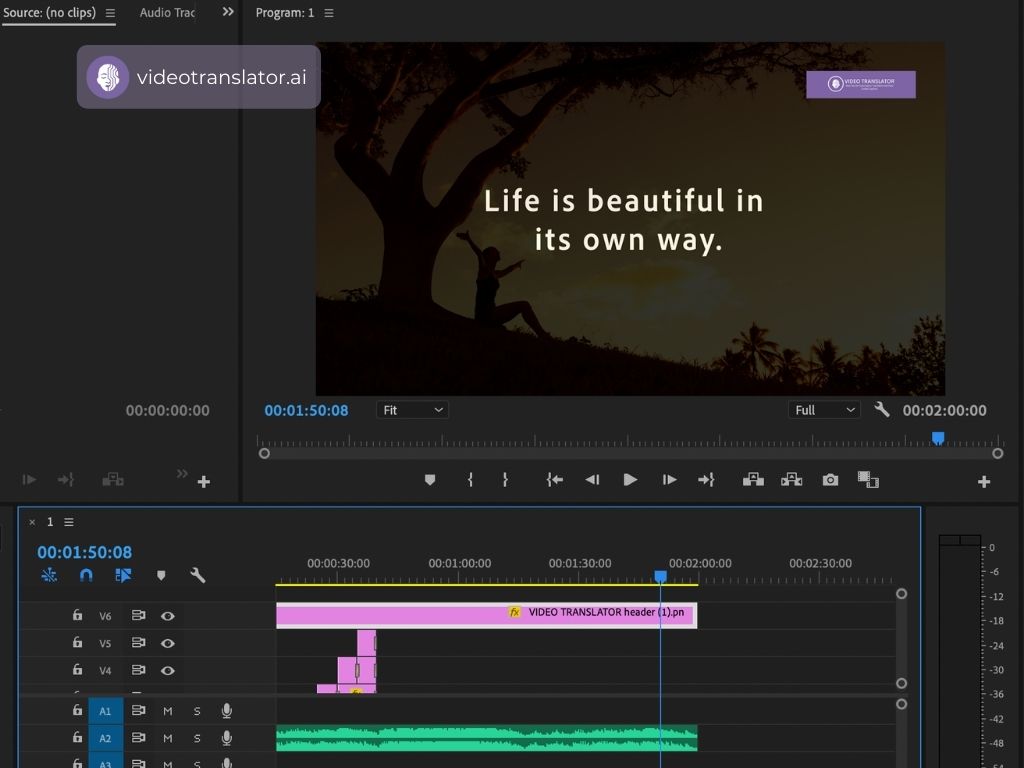 Source: (no clips)
Audio Trac
Program: 1
videotranslator.ai
VIDEO TRANSLATOR
Life is beautiful in
its own way.
00:00:00:00
00:01:50:08
Fit
Full
00:02:00:00
1
00:01:50:08
00:00:30:00
00:01:00:00
00:01:30:00
00:02:00:00
00:02:30:00
V6
fx
VIDEO TRANSLATOR header (1).pn
V5
V4
A1
M
S
A2
M
S
A3
M
S
0
-6
-12
-18
-24
-30
-36
-42
-48
-54